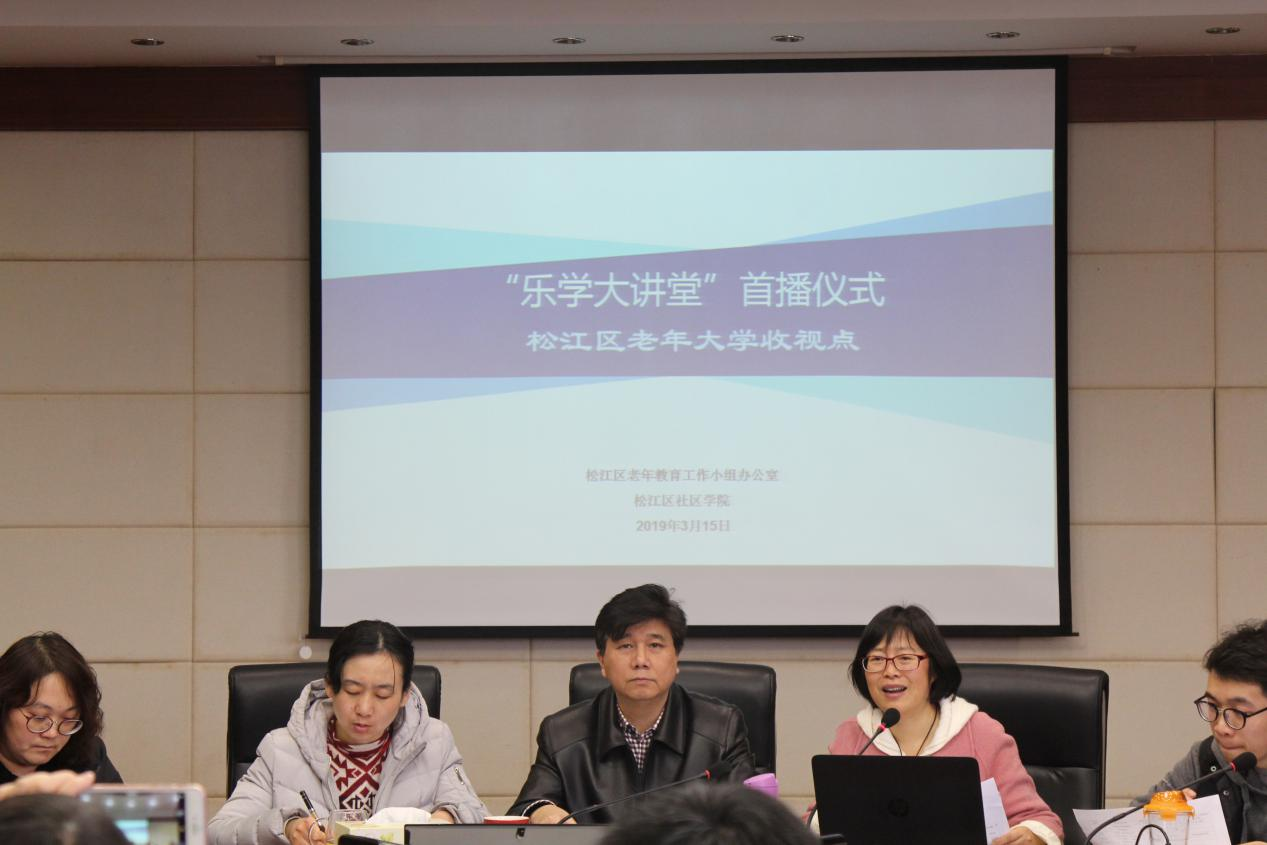 “乐学大讲堂”首播仪式
松江区老年大学收视点
松江区老年教育工作小组办公室
松江区社区学院
2019年3月15日